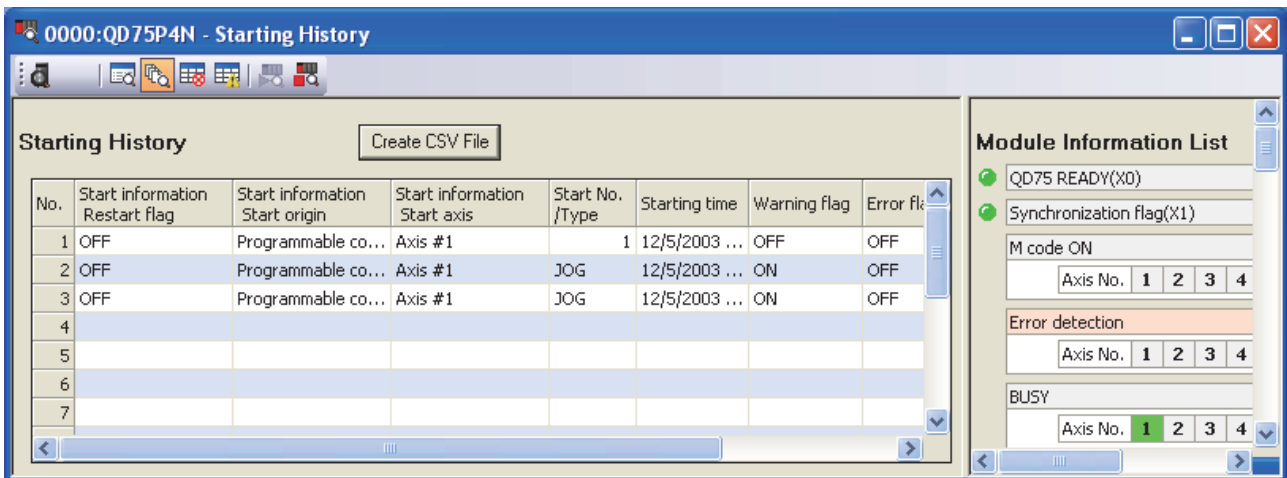 0000:QD75P4N - Starting History
Starting History
Create CSV File
No. Start information Restart flag Start information Start origin Start information Start axis Start No. /Type Starting time Warning flag Error fla
1 OFF Programmable co... Axis #1 1 12/5/2003 ... OFF OFF
2 OFF Programmable co... Axis #1 JOG 12/5/2003 ... ON OFF
3 OFF Programmable co... Axis #1 JOG 12/5/2003 ... ON OFF
4
5
6
7
Module Information List
QD75 READY(X0)
Synchronization flag(X1)
M code ON
Axis No. 1 2 3 4
Error detection
Axis No. 1 2 3 4
BUSY
Axis No. 1 2 3 4